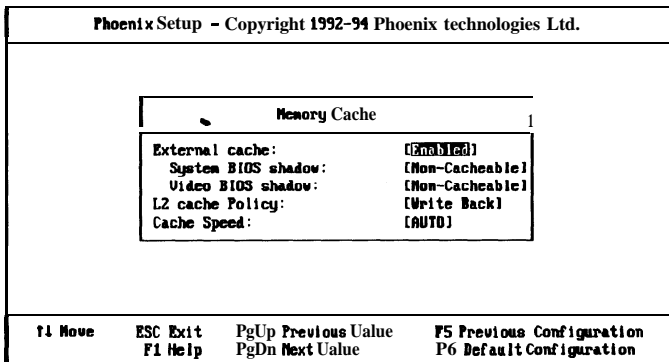 Phoenix Setup - Copyright 1992-94 Phoenix technologies Ltd.
Memory Cache
1
External cache: [Enabled]
System BIOS shadow: [Non-Cacheable]
Video BIOS shadow: [Non-Cacheable]
L2 cache Policy: [Write Back]
Cache Speed: [AUTO]
↑↓ Move ESC Exit PgUp Previous Value F5 Previous Configuration
F1 Help PgDn Next Value P6 Default Configuration